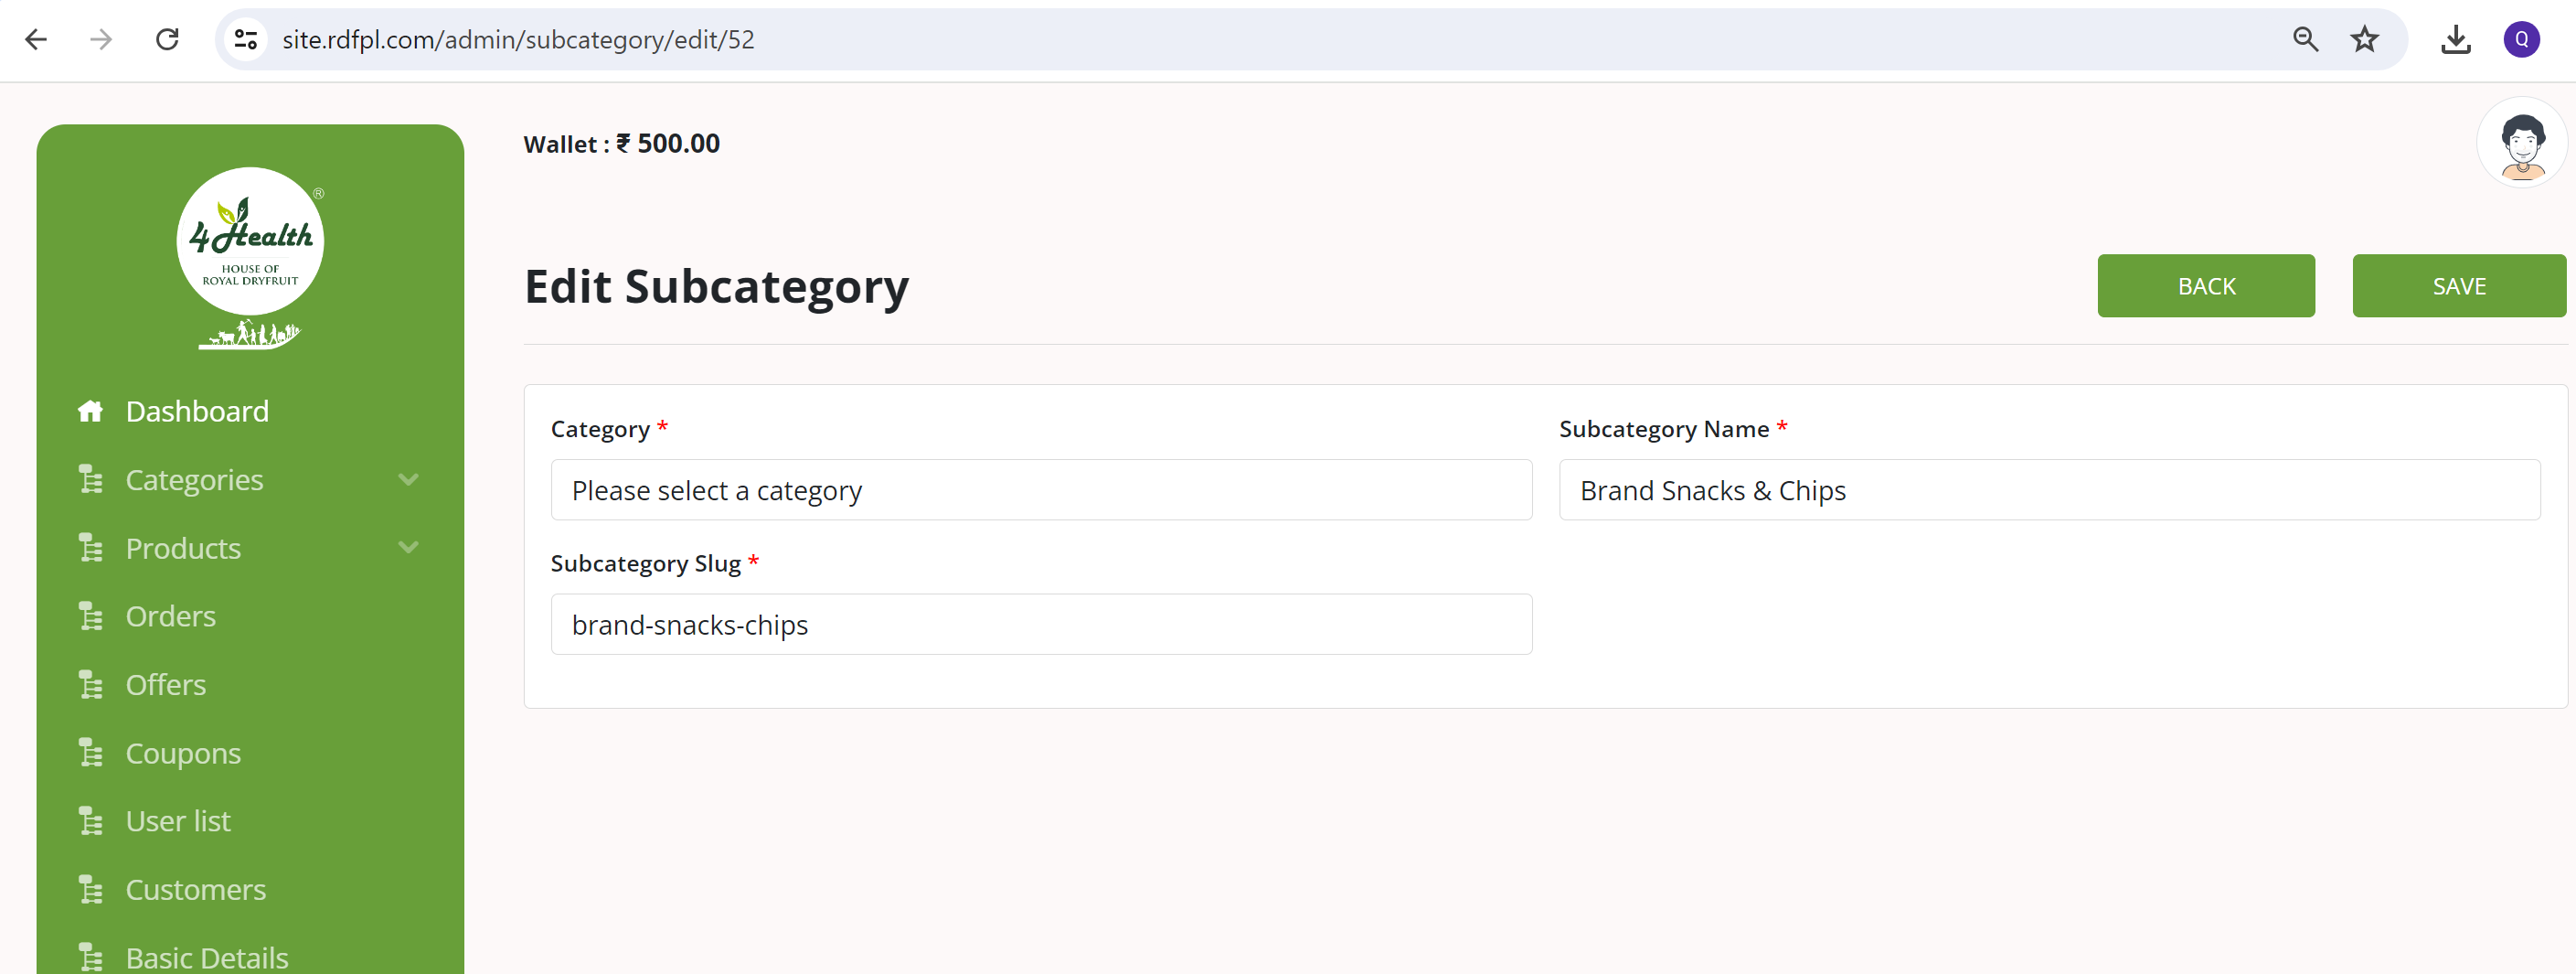 site.rdfpl.com/admin/subcategory/edit/52
Q
4Health
®
HOUSE OF
ROYAL DRYFRUIT
Wallet : ₹ 500.00
Edit Subcategory
BACK
SAVE
Dashboard
Categories
Products
Orders
Offers
Coupons
User list
Customers
Basic Details
Category *
Please select a category
Subcategory Name *
Brand Snacks & Chips
Subcategory Slug *
brand-snacks-chips